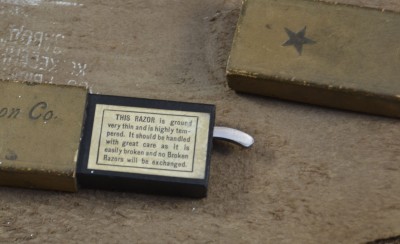 on Co.
THIS RAZOR is ground
very thin and is highly tem-
pered. It should be handled
with great care as it is
easily broken and no Broken
Razors will be exchanged.